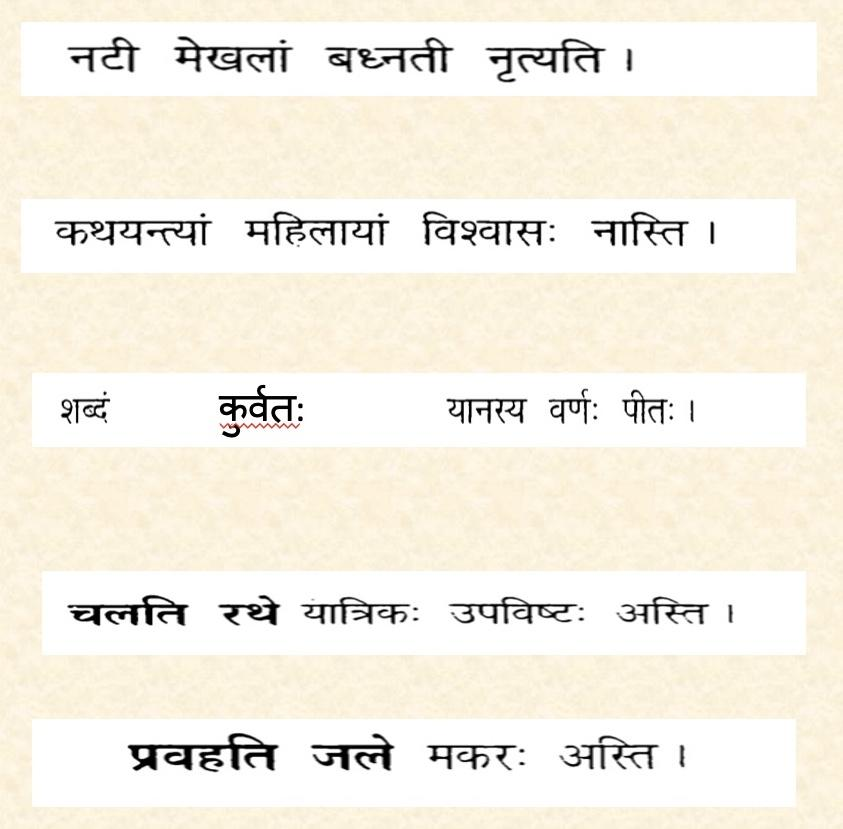 नटी मेखलां बध्नती नृत्यति ।
कथयन्त्यां महिलायां विश्वासः नास्ति ।
शब्दं कुर्वतः यानस्य वर्णः पीतः ।
चलति रथे यात्रिकः उपविष्टः अस्ति ।
प्रवहति जले मकरः अस्ति ।